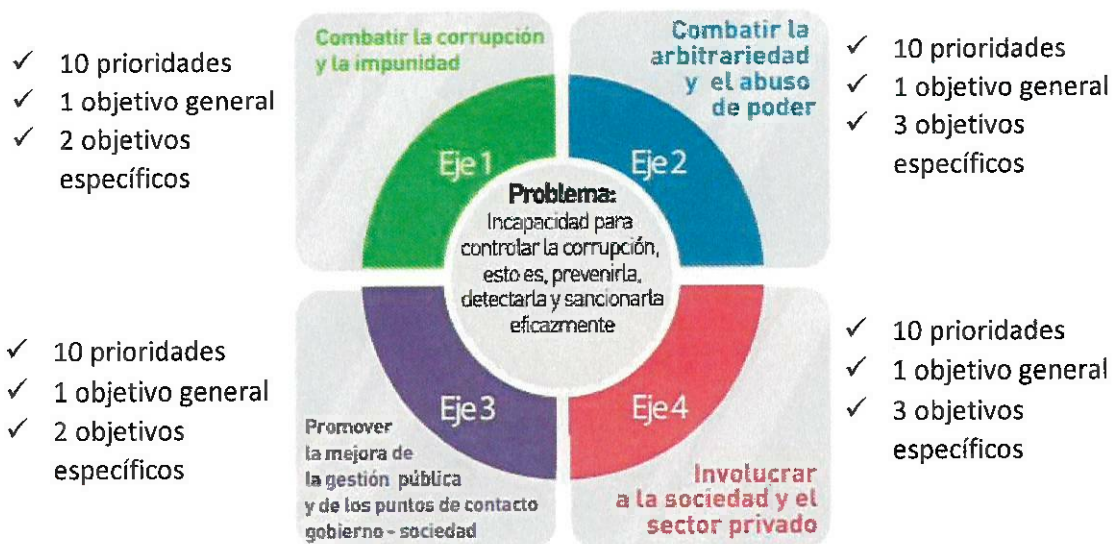 Combatir la corrupción
y la impunidad
✓ 10 prioridades
✓ 1 objetivo general
✓ 2 objetivos
específicos
Eje 1
Combatir la
arbitrariedad
y el abuso
de poder
✓ 10 prioridades
✓ 1 objetivo general
✓ 3 objetivos
específicos
Eje 2
Problema:
Incapacidad para
controlar la corrupción,
esto es, prevenirla,
detectarla y sancionarla
eficazmente
✓ 10 prioridades
✓ 1 objetivo general
✓ 2 objetivos
específicos
Eje 3
Promover
la mejora de
la gestión pública
y de los puntos de contacto
gobierno - sociedad
✓ 10 prioridades
✓ 1 objetivo general
✓ 3 objetivos
específicos
Eje 4
Involucrar
a la sociedad y el
sector privado